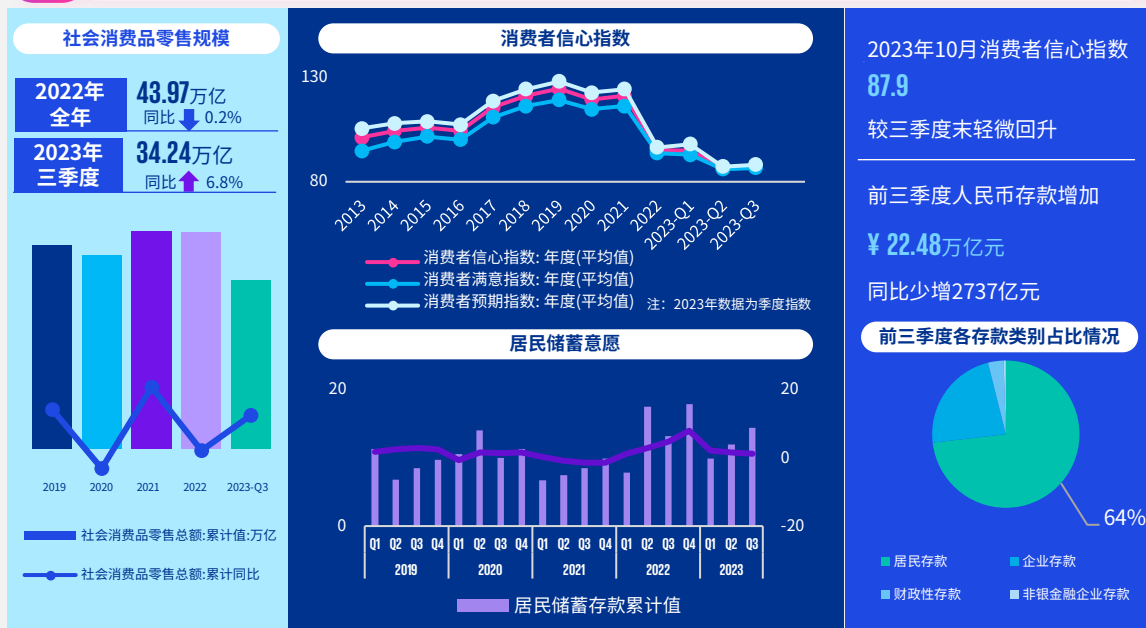 社会消费品零售规模
2022年
全年
43.97万亿
同比 0.2%
2023年
三季度
34.24万亿
同比 6.8%
2019 2020 2021 2022 2023-Q3
社会消费品零售总额:累计值:万亿
社会消费品零售总额:累计同比
消费者信心指数
130
80
2013 2014 2015 2016 2017 2018 2019 2020 2021 2022 2023-Q1 2023-Q2 2023-Q3
消费者信心指数: 年度(平均值)
消费者满意指数: 年度(平均值)
消费者预期指数: 年度(平均值)
注：2023年数据为季度指数
居民储蓄意愿
20 20
0
0 -20
Q1 Q2 Q3 Q4 Q1 Q2 Q3 Q4 Q1 Q2 Q3 Q4 Q1 Q2 Q3 Q4 Q1 Q2 Q3
2019 2020 2021 2022 2023
居民储蓄存款累计值
2023年10月消费者信心指数
87.9
较三季度末轻微回升
前三季度人民币存款增加
¥ 22.48万亿元
同比少增2737亿元
前三季度各存款类别占比情况
64%
居民存款 企业存款
财政性存款 非银金融企业存款